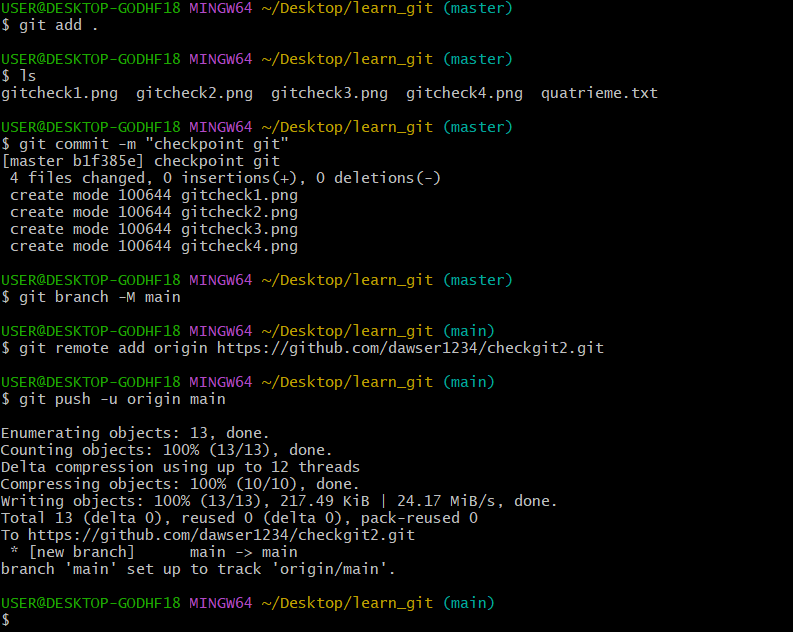 USER@DESKTOP-GODHF18 MINGW64 ~/Desktop/learn_git (master)
$ git add .
USER@DESKTOP-GODHF18 MINGW64 ~/Desktop/learn_git (master)
$ ls
gitcheck1.png  gitcheck2.png  gitcheck3.png  gitcheck4.png  quatrieme.txt
USER@DESKTOP-GODHF18 MINGW64 ~/Desktop/learn_git (master)
$ git commit -m "checkpoint git"
[master b1f385e] checkpoint git
 4 files changed, 0 insertions(+), 0 deletions(-)
 create mode 100644 gitcheck1.png
 create mode 100644 gitcheck2.png
 create mode 100644 gitcheck3.png
 create mode 100644 gitcheck4.png
USER@DESKTOP-GODHF18 MINGW64 ~/Desktop/learn_git (master)
$ git branch -M main
USER@DESKTOP-GODHF18 MINGW64 ~/Desktop/learn_git (main)
$ git remote add origin https://github.com/dawser1234/checkgit2.git
USER@DESKTOP-GODHF18 MINGW64 ~/Desktop/learn_git (main)
$ git push -u origin main
Enumerating objects: 13, done.
Counting objects: 100% (13/13), done.
Delta compression using up to 12 threads
Compressing objects: 100% (10/10), done.
Writing objects: 100% (13/13), 217.49 KiB | 24.17 MiB/s, done.
Total 13 (delta 0), reused 0 (delta 0), pack-reused 0
To https://github.com/dawser1234/checkgit2.git
 * [new branch]      main -> main
branch 'main' set up to track 'origin/main'.
USER@DESKTOP-GODHF18 MINGW64 ~/Desktop/learn_git (main)
$